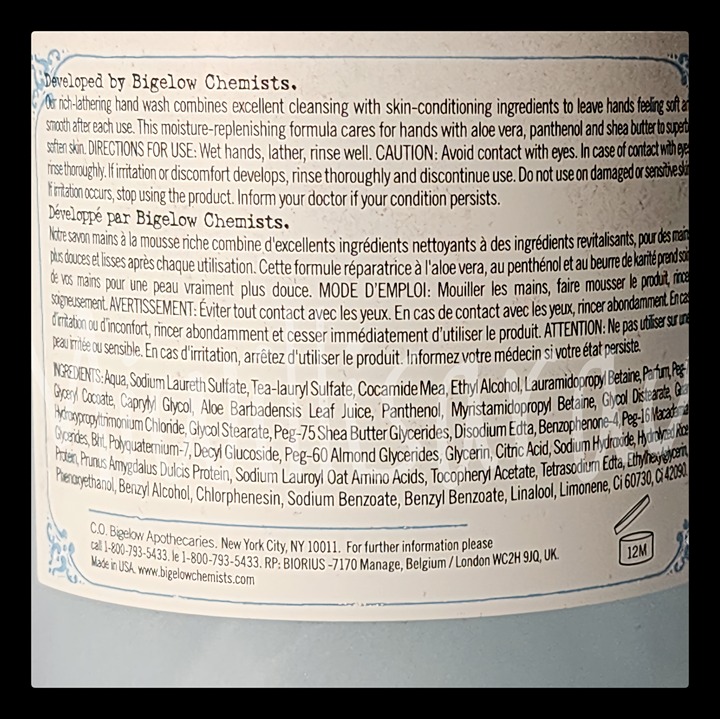 Developed by Bigelow Chemists.
Our rich-lathering hand wash combines excellent cleansing with skin-conditioning ingredients to leave hands feeling soft
smooth after each use. This moisture-replenishing formula cares for hands with aloe vera, panthenol and shea butter to
soften skin. DIRECTIONS FOR USE: Wet hands, lather, rinse well. CAUTION: Avoid contact with eyes. In case of contact with
rinse thoroughly. If irritation or discomfort develops, rinse thoroughly and discontinue use. Do not use on damaged or sensitive
If irritation occurs, stop using the product. Inform your doctor if your condition persists.
Développé par Bigelow Chemists.
Notre savon mains à la mousse riche combine d'excellents ingrédients nettoyants à des ingrédients revitalisants, pour des
plus douces et lisses après chaque utilisation. Cette formule réparatrice à l'aloe vera, au penthénol et au beurre de karité prend
de vos mains pour une peau vraiment plus douce. MODE D'EMPLOI: Mouiller les mains, faire mousser le produit,
soigneusement. AVERTISSEMENT: Éviter tout contact avec les yeux. En cas de contact avec les yeux, rincer abondamment. En
d'irritation ou d'inconfort, rincer abondamment et cesser immédiatement d'utiliser le produit. ATTENTION: Ne pas utiliser sur
peau irritée ou sensible. En cas d'irritation, arrêtez d'utiliser le produit. Informez votre médecin si votre état persiste.
INGREDIENTS: Aqua, Sodium Laureth Sulfate, Tea-lauryl Sulfate, Cocamide Mea, Ethyl Alcohol, Lauramidopropyl Betaine, Parfum, Peg-
Glyceryl Cocoate, Caprylyl Glycol, Aloe Barbadensis Leaf Juice, Panthenol, Myristamidopropyl Betaine, Glycol Distearate,
Hydroxypropyltrimonium Chloride, Glycol Stearate, Peg-75 Shea Butter Glycerides, Disodium Edta, Benzophenone-4, Peg-16 Macadamia
Glycerides, Bht, Polyquaternium-7, Decyl Glucoside, Peg-60 Almond Glycerides, Glycerin, Citric Acid, Sodium Hydroxide, Hydrolyzed Rice
Protein, Prunus Amygdalus Dulcis Protein, Sodium Lauroyl Oat Amino Acids, Tocopheryl Acetate, Tetrasodium Edta, Ethylhexylglycerin,
Phenoxyethanol, Benzyl Alcohol, Chlorphenesin, Sodium Benzoate, Benzyl Benzoate, Linalool, Limonene, Ci 60730, Ci 42090.
C.O. Bigelow Apothecaries. New York City, NY 10011. For further information please
call 1-800-793-5433. le 1-800-793-5433. RP: BIORIUS -7170 Manage, Belgium / London WC2H 9JQ, UK.
Made in USA. www.bigelowchemists.com
12M